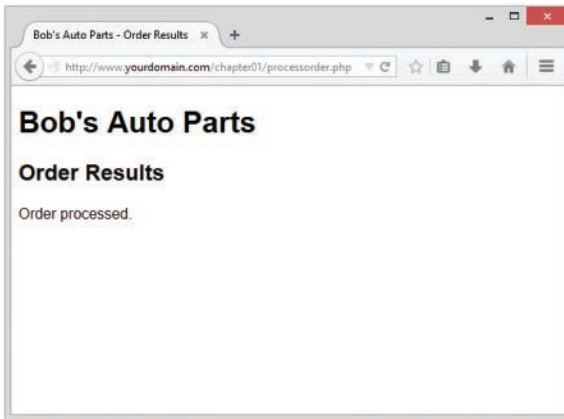 Bob's Auto Parts - Order Results
http://www.yourdomain.com/chapter01/processorder.php
Bob's Auto Parts
Order Results
Order processed.